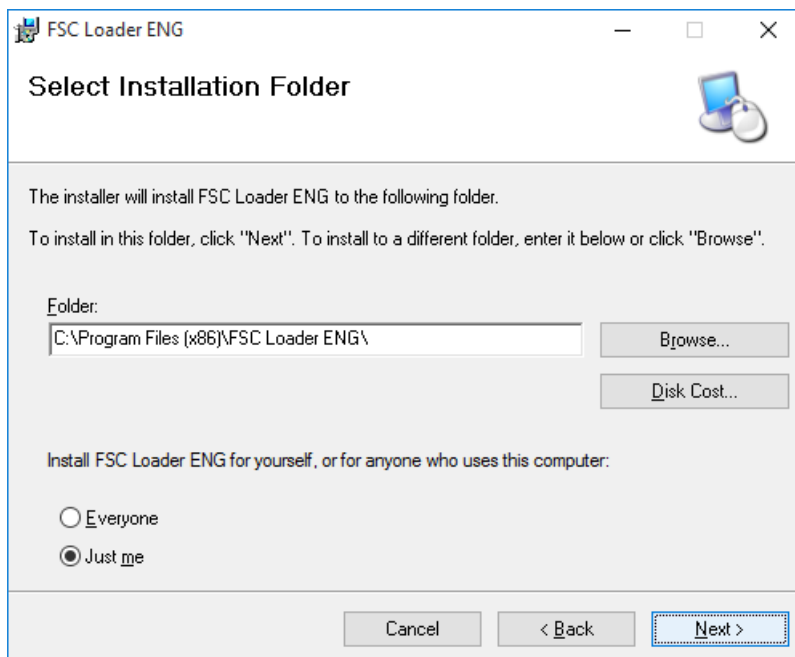 FSC Loader ENG
Select Installation Folder
The installer will install FSC Loader ENG to the following folder.
To install in this folder, click "Next". To install to a different folder, enter it below or click "Browse".
Folder:
C:\Program Files (x86)\FSC Loader ENG\
Browse...
Disk Cost...
Install FSC Loader ENG for yourself, or for anyone who uses this computer:
Everyone
Just me
Cancel
< Back
Next >